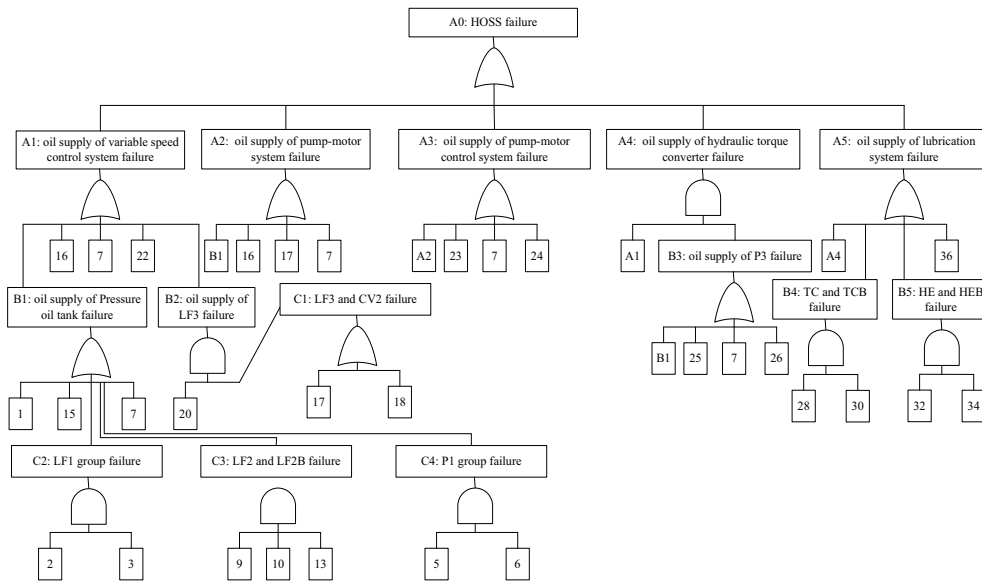 A0: HOSS failure
A1: oil supply of variable speed
control system failure
A2:  oil supply of pump-motor
system failure
A3:  oil supply of pump-motor
control system failure
A4:  oil supply of hydraulic torque
converter failure
A5:  oil supply of lubrication
system failure
16
7
22
B1
16
17
7
A2
23
7
24
A1
B3: oil supply of P3 failure
A4
36
B1: oil supply of Pressure
oil tank failure
B2: oil supply of
LF3 failure
C1: LF3 and CV2 failure
B4: TC and TCB
failure
B5: HE and HEB
failure
B1
25
7
26
1
15
7
20
17
18
28
30
32
34
C2: LF1 group failure
C3: LF2 and LF2B failure
C4: P1 group failure
2
3
9
10
13
5
6